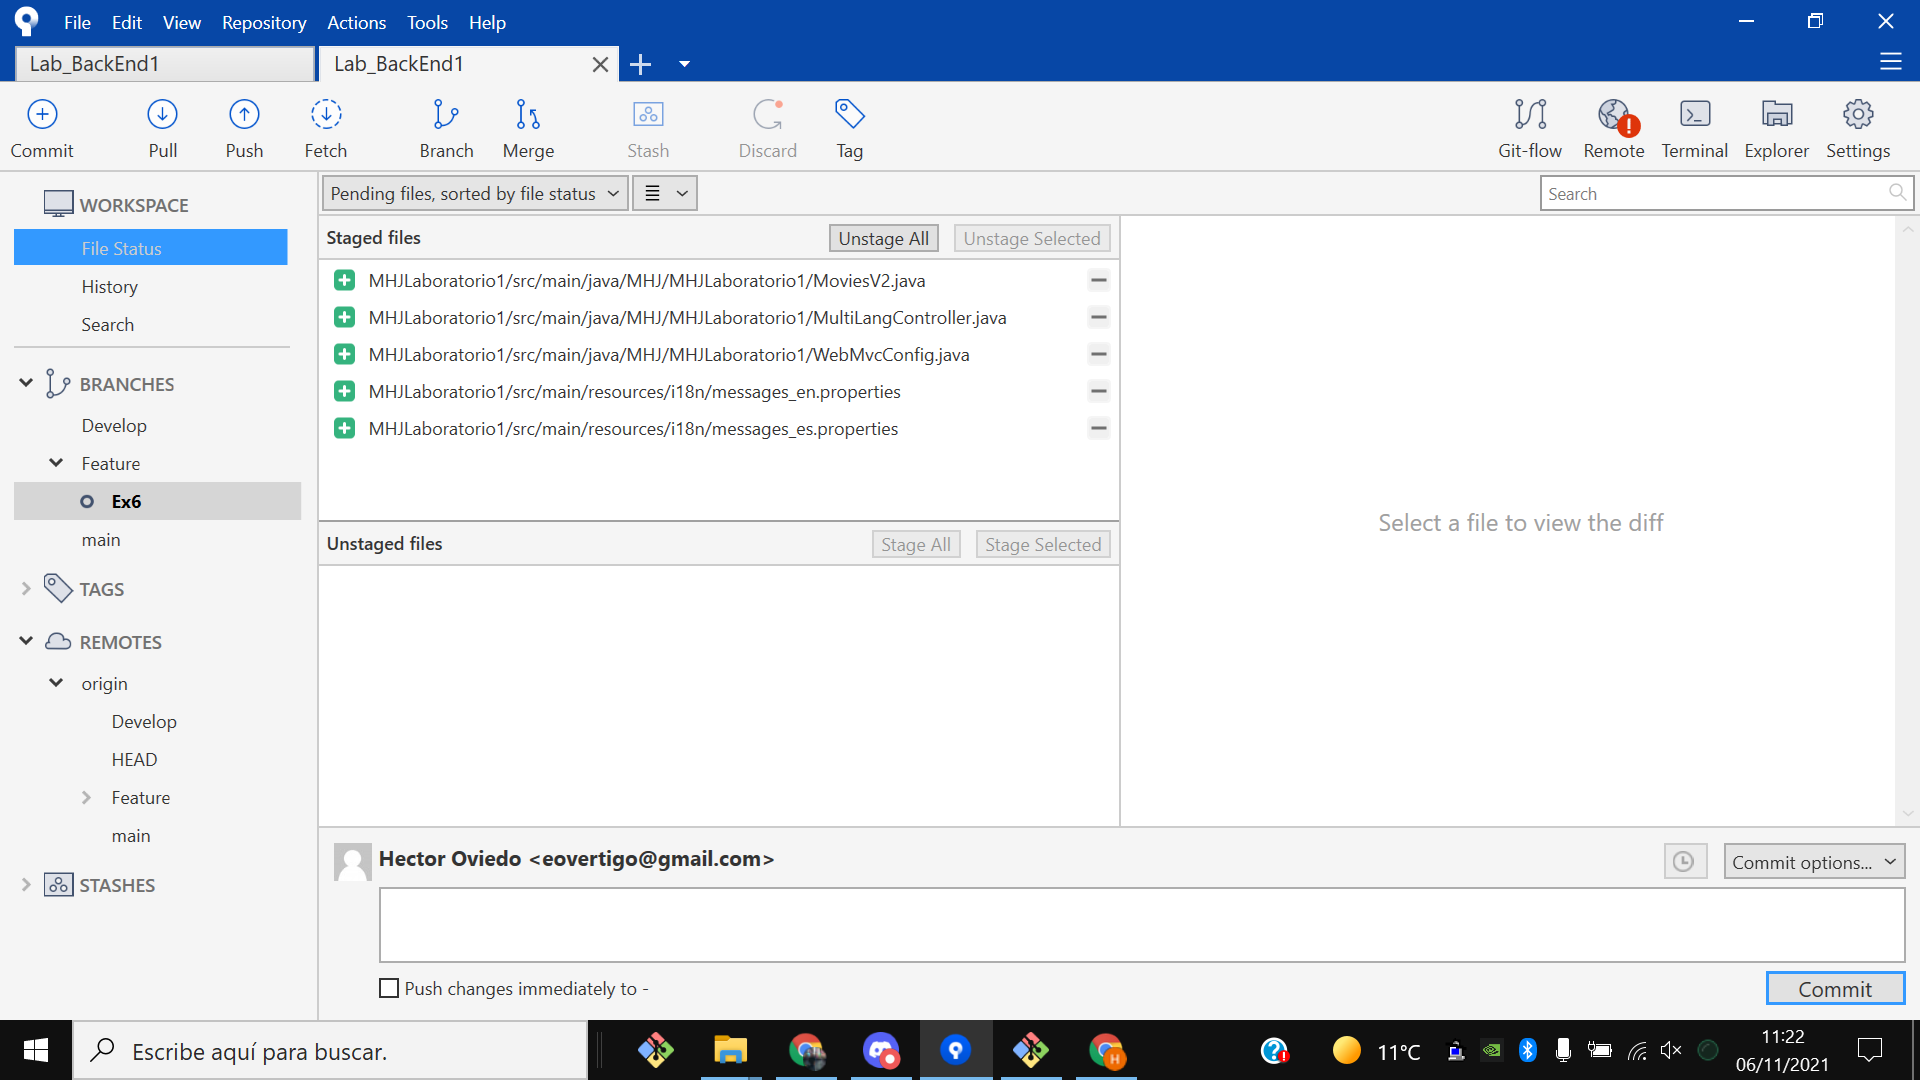 File Edit View Repository Actions Tools Help
Lab_BackEnd1 Lab_BackEnd1
Commit Pull Push Fetch Branch Merge Stash Discard Tag Git-flow Remote Terminal Explorer Settings
WORKSPACE
File Status
History
Search
BRANCHES
Develop
Feature
Ex6
main
TAGS
REMOTES
origin
Develop
HEAD
Feature
main
STASHES
Pending files, sorted by file status
Search
Staged files Unstage All Unstage Selected
MHJLaboratorio1/src/main/java/MHJ/MHJLaboratorio1/MoviesV2.java
MHJLaboratorio1/src/main/java/MHJ/MHJLaboratorio1/MultiLangController.java
MHJLaboratorio1/src/main/java/MHJ/MHJLaboratorio1/WebMvcConfig.java
MHJLaboratorio1/src/main/resources/i18n/messages_en.properties
MHJLaboratorio1/src/main/resources/i18n/messages_es.properties
Unstaged files Stage All Stage Selected
Select a file to view the diff
Hector Oviedo <eovertigo@gmail.com>
Commit options...
Push changes immediately to -
Commit
Escribe aquí para buscar.
11°C
11:22
06/11/2021